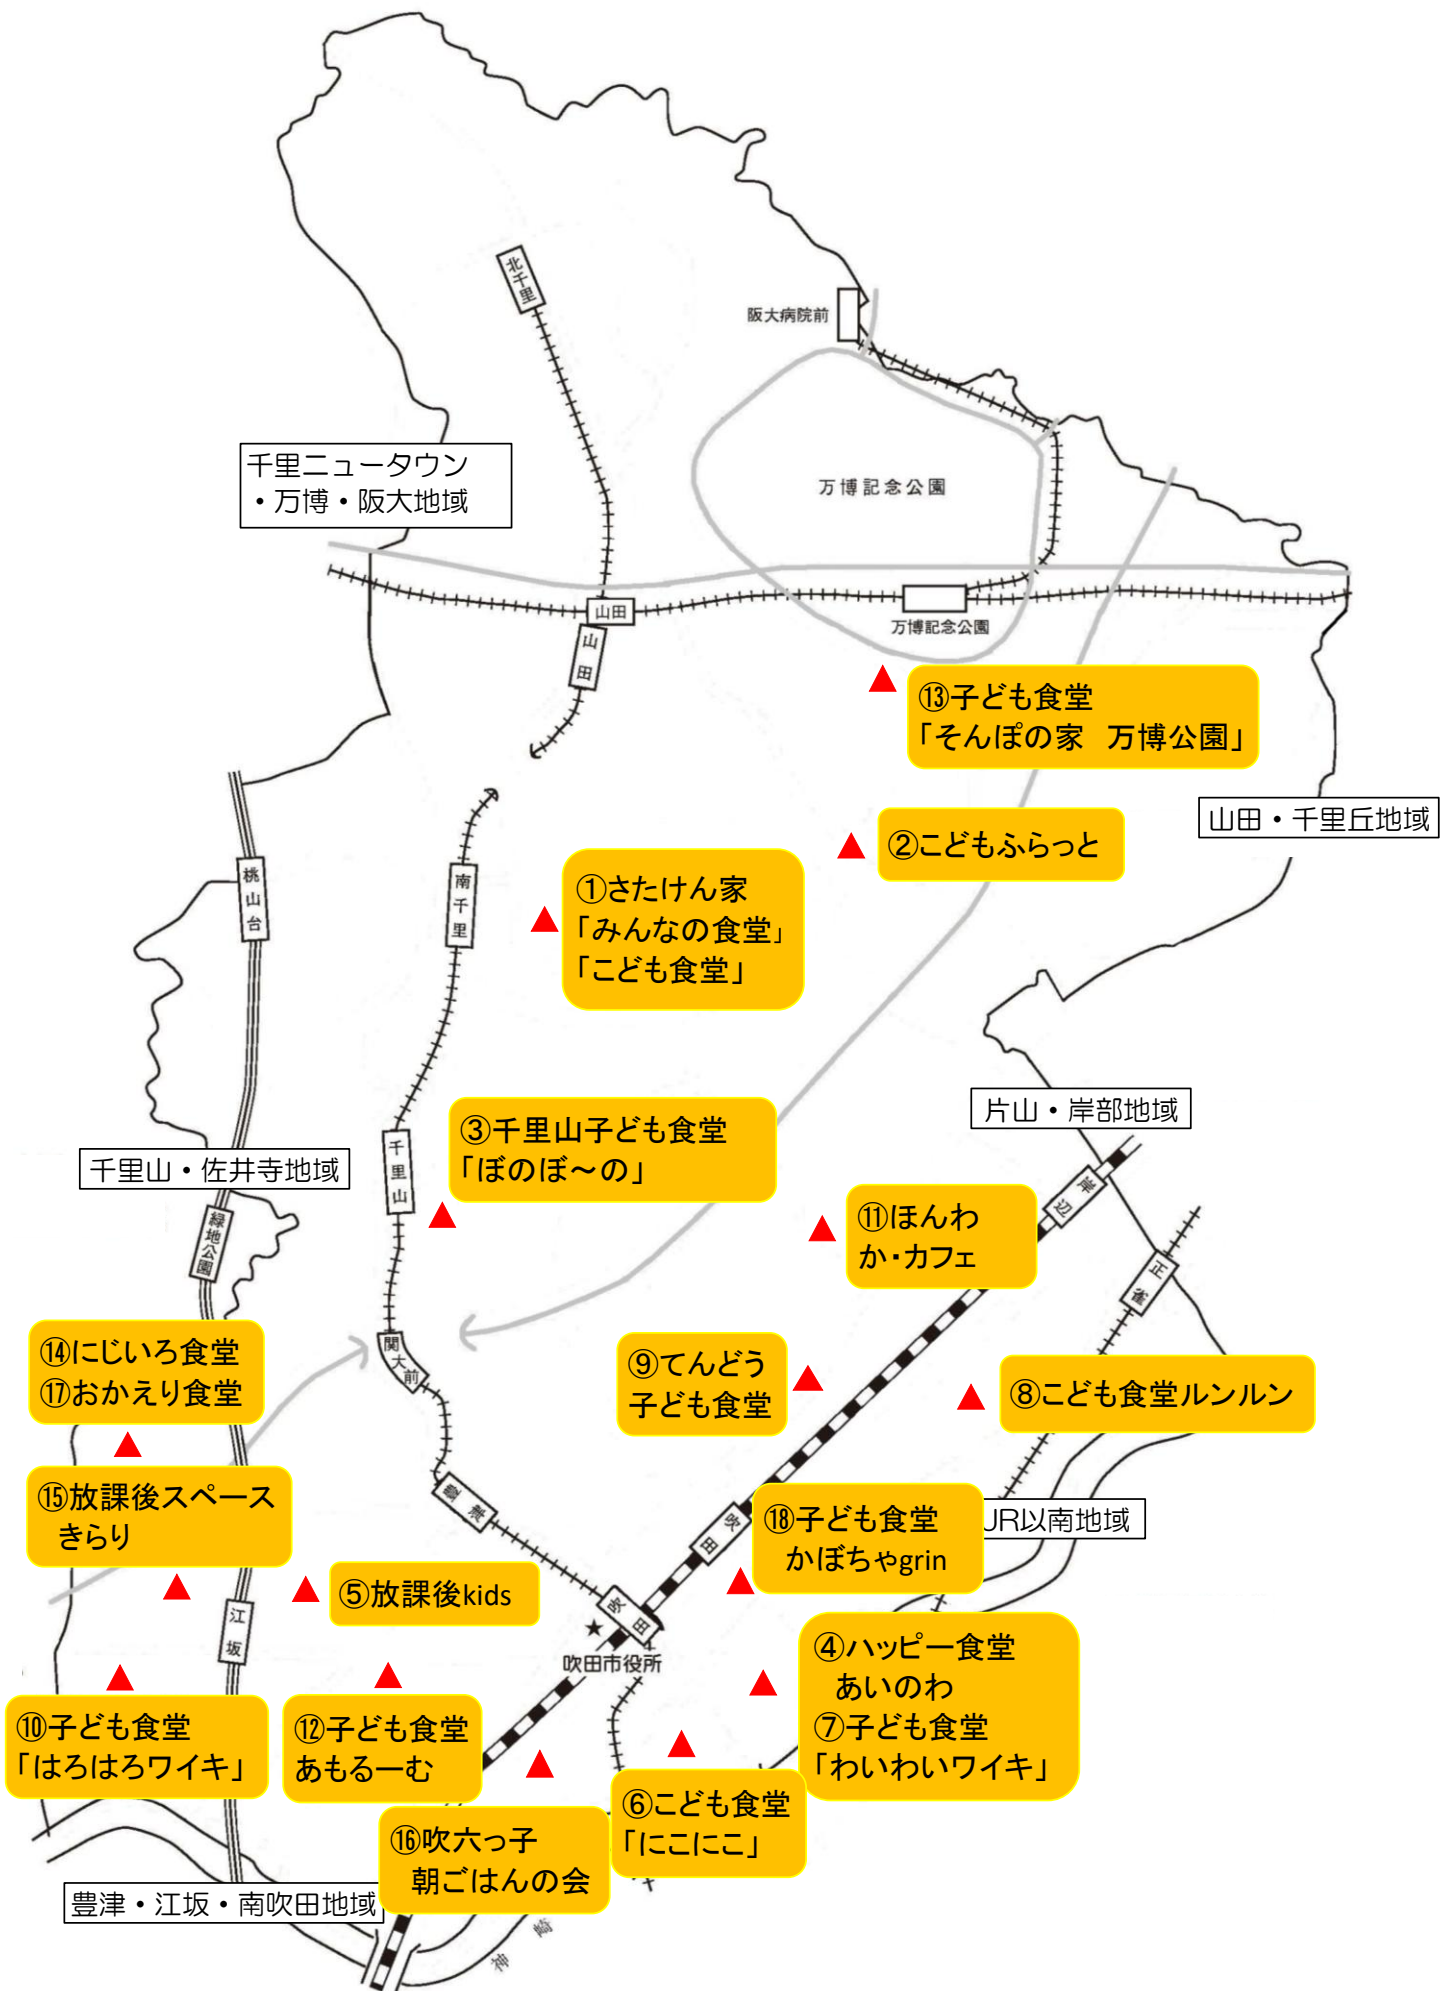 北千里
阪大病院前
千里ニュータウン
・万博・阪大地域
万博記念公園
山田
万博記念公園
山田
⑬子ども食堂
「そんぽの家　万博公園」
山田・千里丘地域
②こどもふらっと
桃山台
南千里
①さたけん家
「みんなの食堂」
「こども食堂」
片山・岸部地域
③千里山子ども食堂
「ぼのぼ～の」
千里山
千里山・佐井寺地域
岸辺
⑪ほんわ
か・カフェ
緑地公園
正雀
関大前
⑭にじいろ食堂
⑰おかえり食堂
⑨てんどう
子ども食堂
⑧こども食堂ルンルン
⑮放課後スペース
きらり
豊津
吹田
⑱子ども食堂
かぼちゃgrin
JR以南地域
⑤放課後kids
江坂
吹田
★
吹田市役所
④ハッピー食堂
あいのわ
⑦子ども食堂
「わいわいワイキ」
⑩子ども食堂
「はろはろワイキ」
⑫子ども食堂
あもるーむ
⑥こども食堂
「にこにこ」
⑯吹六っ子
朝ごはんの会
豊津・江坂・南吹田地域
神崎